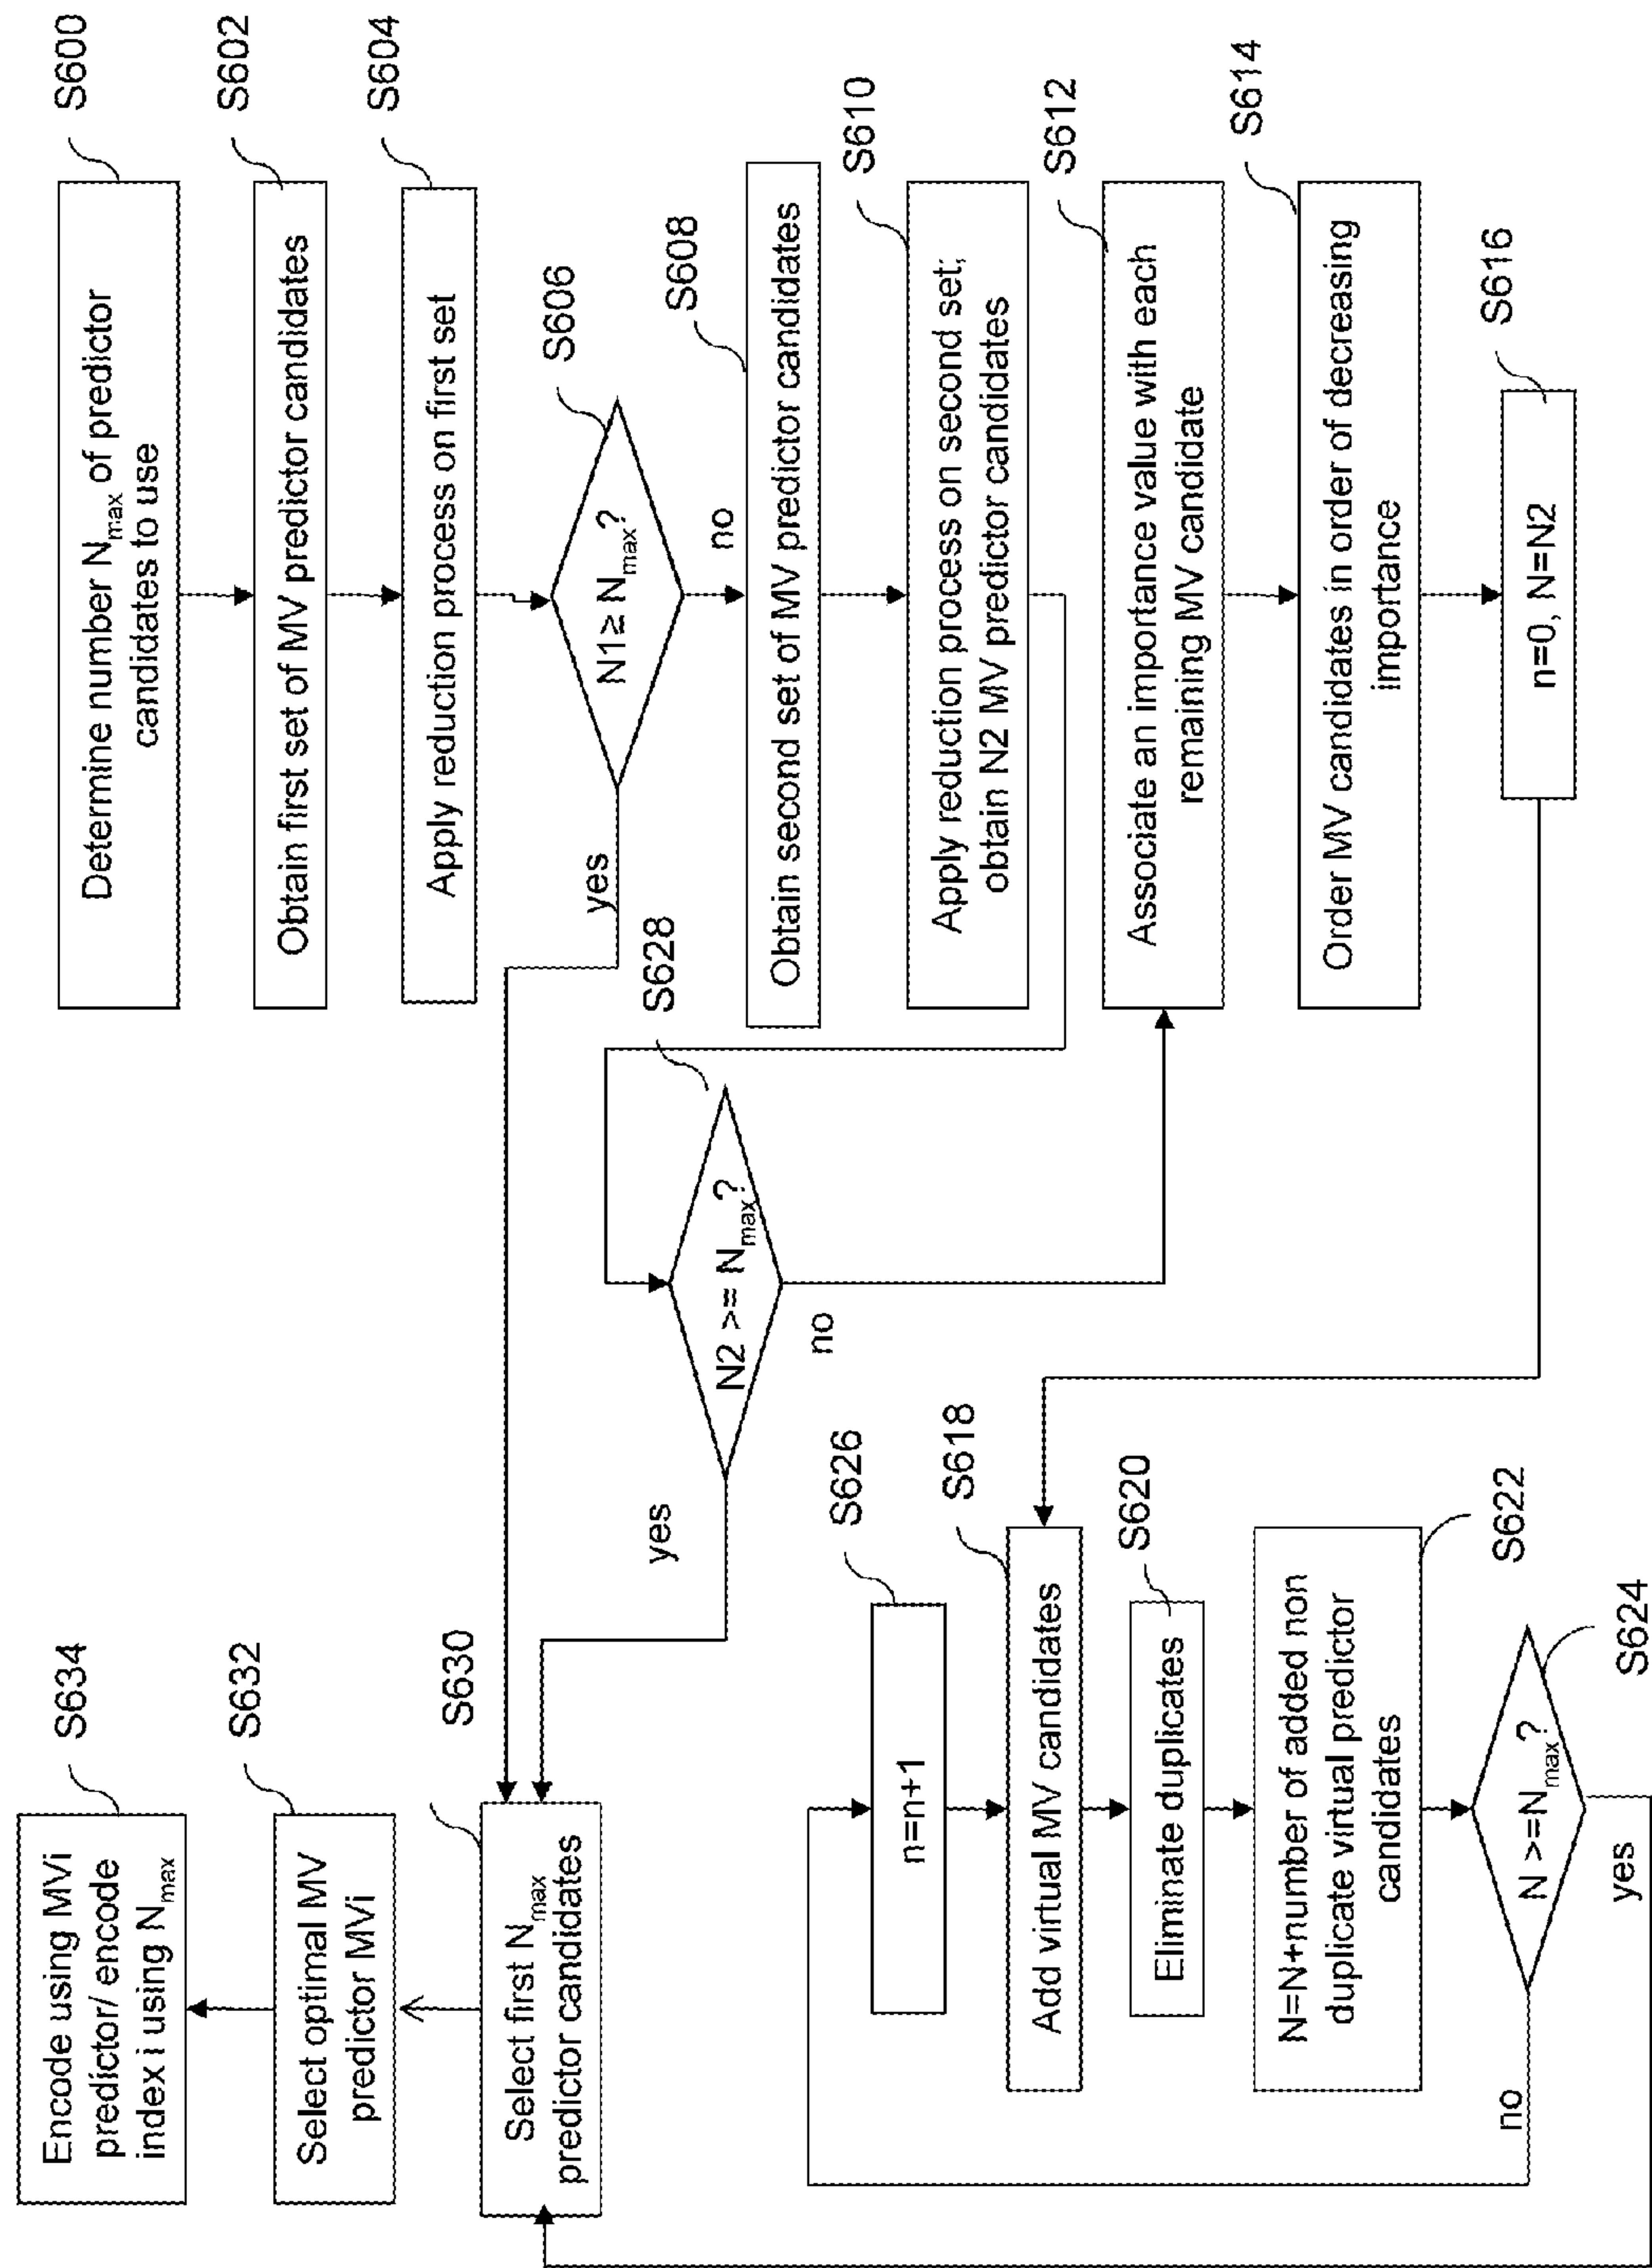 Determine number Nmax of predictor
candidates to use
S600
Obtain first set of MV predictor candidates
S602
Apply reduction process on first set
S604
N1≥ Nmax?
S606
yes
no
Obtain second set of MV predictor candidates
S608
Apply reduction process on second set;
obtain N2 MV predictor candidates
S610
N2 >= Nmax?
S628
yes
no
Associate an importance value with each
remaining MV candidate
S612
Order MV candidates in order of decreasing
importance
S614
n=0, N=N2
S616
n=n+1
S626
Add virtual MV candidates
S618
Eliminate duplicates
S620
N=N+number of added non
duplicate virtual predictor
candidates
S622
N >=Nmax?
S624
no
yes
Select first Nmax
predictor candidates
S630
Select optimal MV
predictor MVi
S632
Encode using MVi
predictor/ encode
index i using Nmax
S634